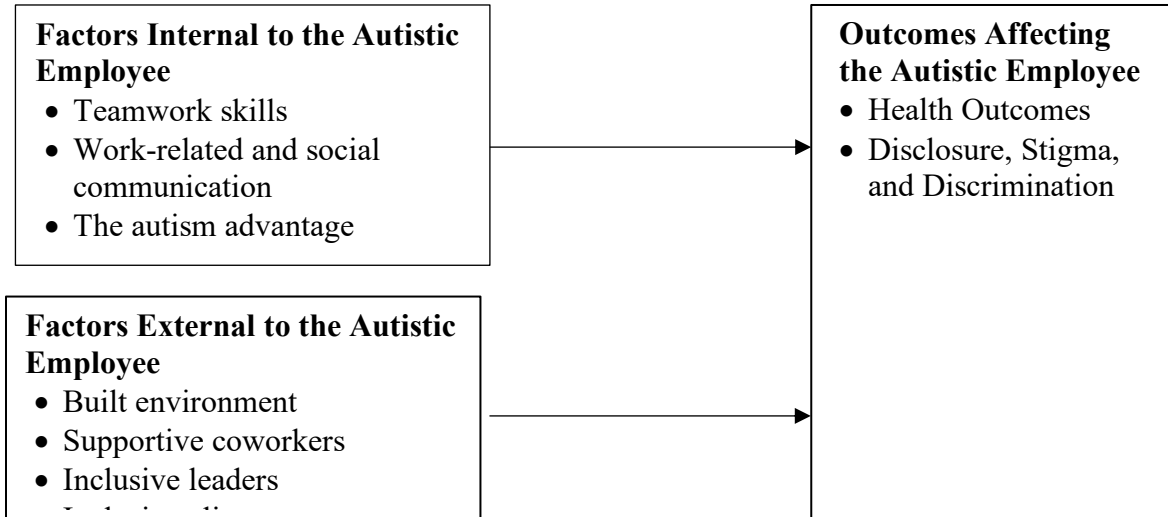 Factors Internal to the Autistic
Employee
• Teamwork skills
• Work-related and social
communication
• The autism advantage
Factors External to the Autistic
Employee
• Built environment
• Supportive coworkers
• Inclusive leaders
Outcomes Affecting
the Autistic Employee
• Health Outcomes
• Disclosure, Stigma,
and Discrimination